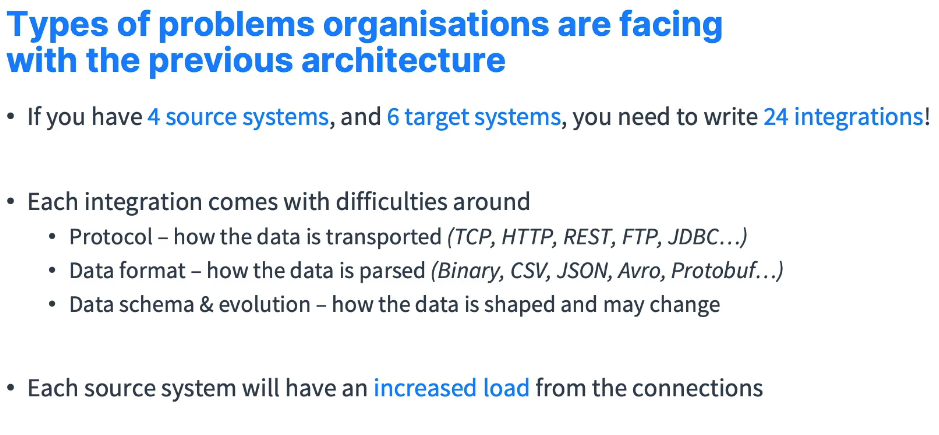 Types of problems organisations are facing
with the previous architecture
• If you have 4 source systems, and 6 target systems, you need to write 24 integrations!
• Each integration comes with difficulties around
• Protocol – how the data is transported (TCP, HTTP, REST, FTP, JDBC…)
• Data format – how the data is parsed (Binary, CSV, JSON, Avro, Protobuf…)
• Data schema & evolution – how the data is shaped and may change
• Each source system will have an increased load from the connections